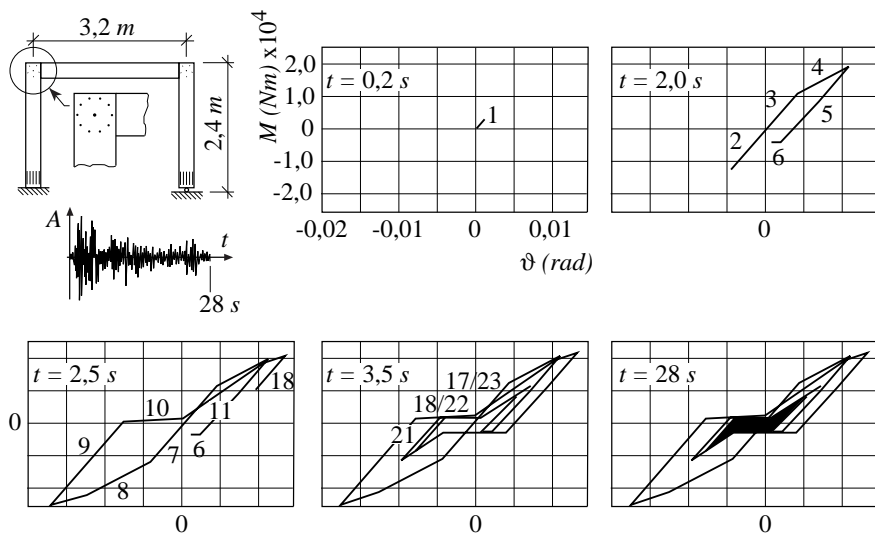 3,2 m
2,4 m
A
t
28 s
M (Nm) x10⁴
2,0
1,0
0
-1,0
-2,0
t = 0,2 s
1
-0,02
-0,01
0
0,01
ϑ (rad)
t = 2,0 s
4
3
5
2
6
0
t = 2,5 s
18
10
11
0
9
7
6
8
0
t = 3,5 s
17/23
18/22
21
0
t = 28 s
0